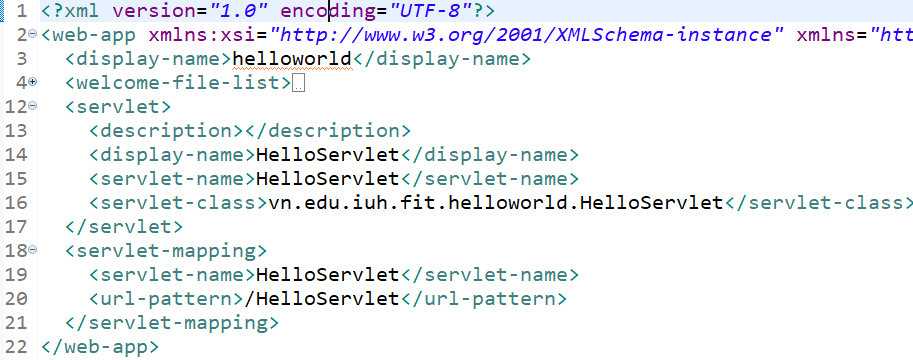 1 <?xml version="1.0" encoding="UTF-8"?>
2 <web-app xmlns:xsi="http://www.w3.org/2001/XMLSchema-instance" xmlns="htt
3 <display-name>helloworld</display-name>
4 <welcome-file-list>
12 <servlet>
13 <description></description>
14 <display-name>HelloServlet</display-name>
15 <servlet-name>HelloServlet</servlet-name>
16 <servlet-class>vn.edu.iuh.fit.helloworld.HelloServlet</servlet-class>
17 </servlet>
18 <servlet-mapping>
19 <servlet-name>HelloServlet</servlet-name>
20 <url-pattern>/HelloServlet</url-pattern>
21 </servlet-mapping>
22 </web-app>